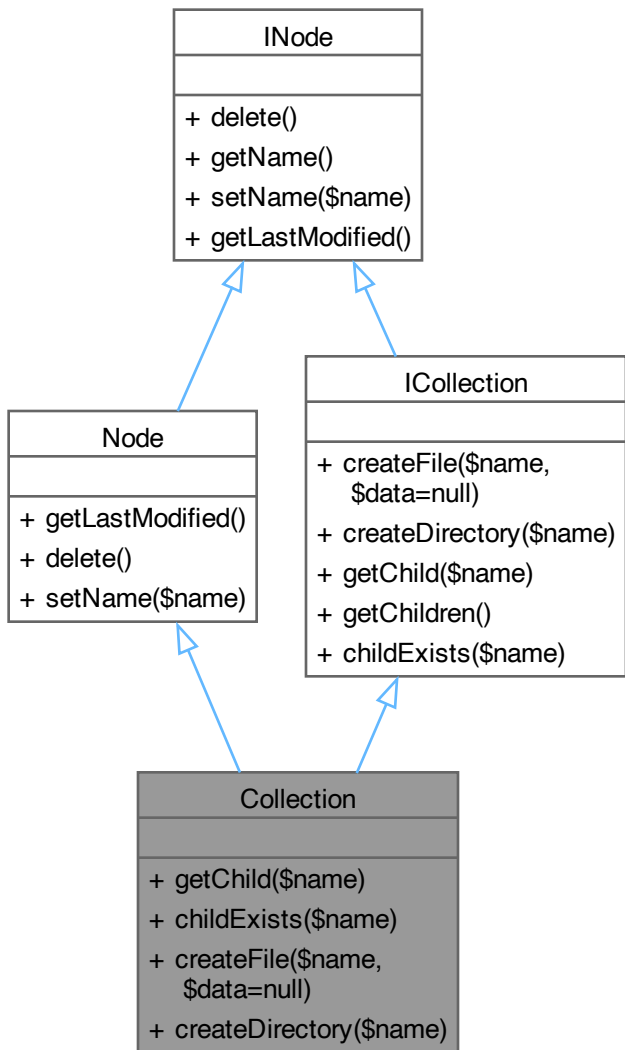 INode
+ delete()
+ getName()
+ setName($name)
+ getLastModified()
Node
+ getLastModified()
+ delete()
+ setName($name)
ICollection
+ createFile($name,
$data=null)
+ createDirectory($name)
+ getChild($name)
+ getChildren()
+ childExists($name)
Collection
+ getChild($name)
+ childExists($name)
+ createFile($name,
$data=null)
+ createDirectory($name)